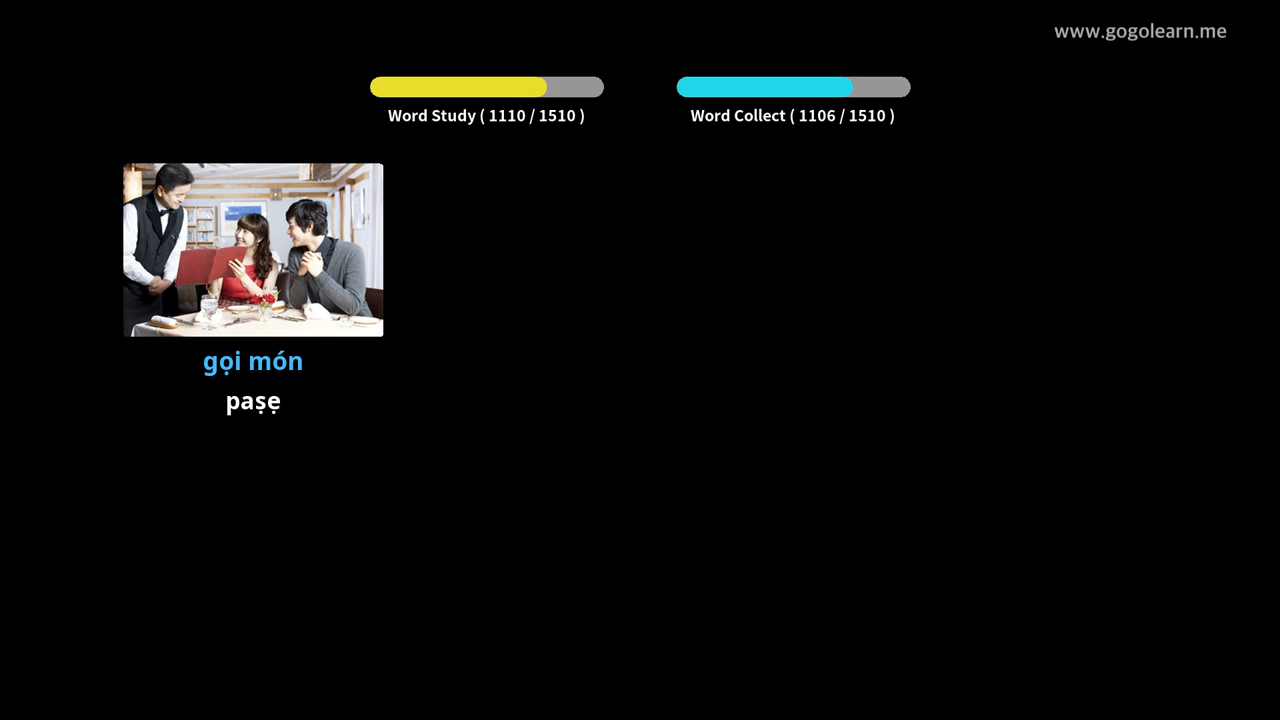 www.gogolearn.me
Word Study ( 1110 / 1510 )
Word Collect ( 1106 / 1510 )
gọi món
paṣẹ